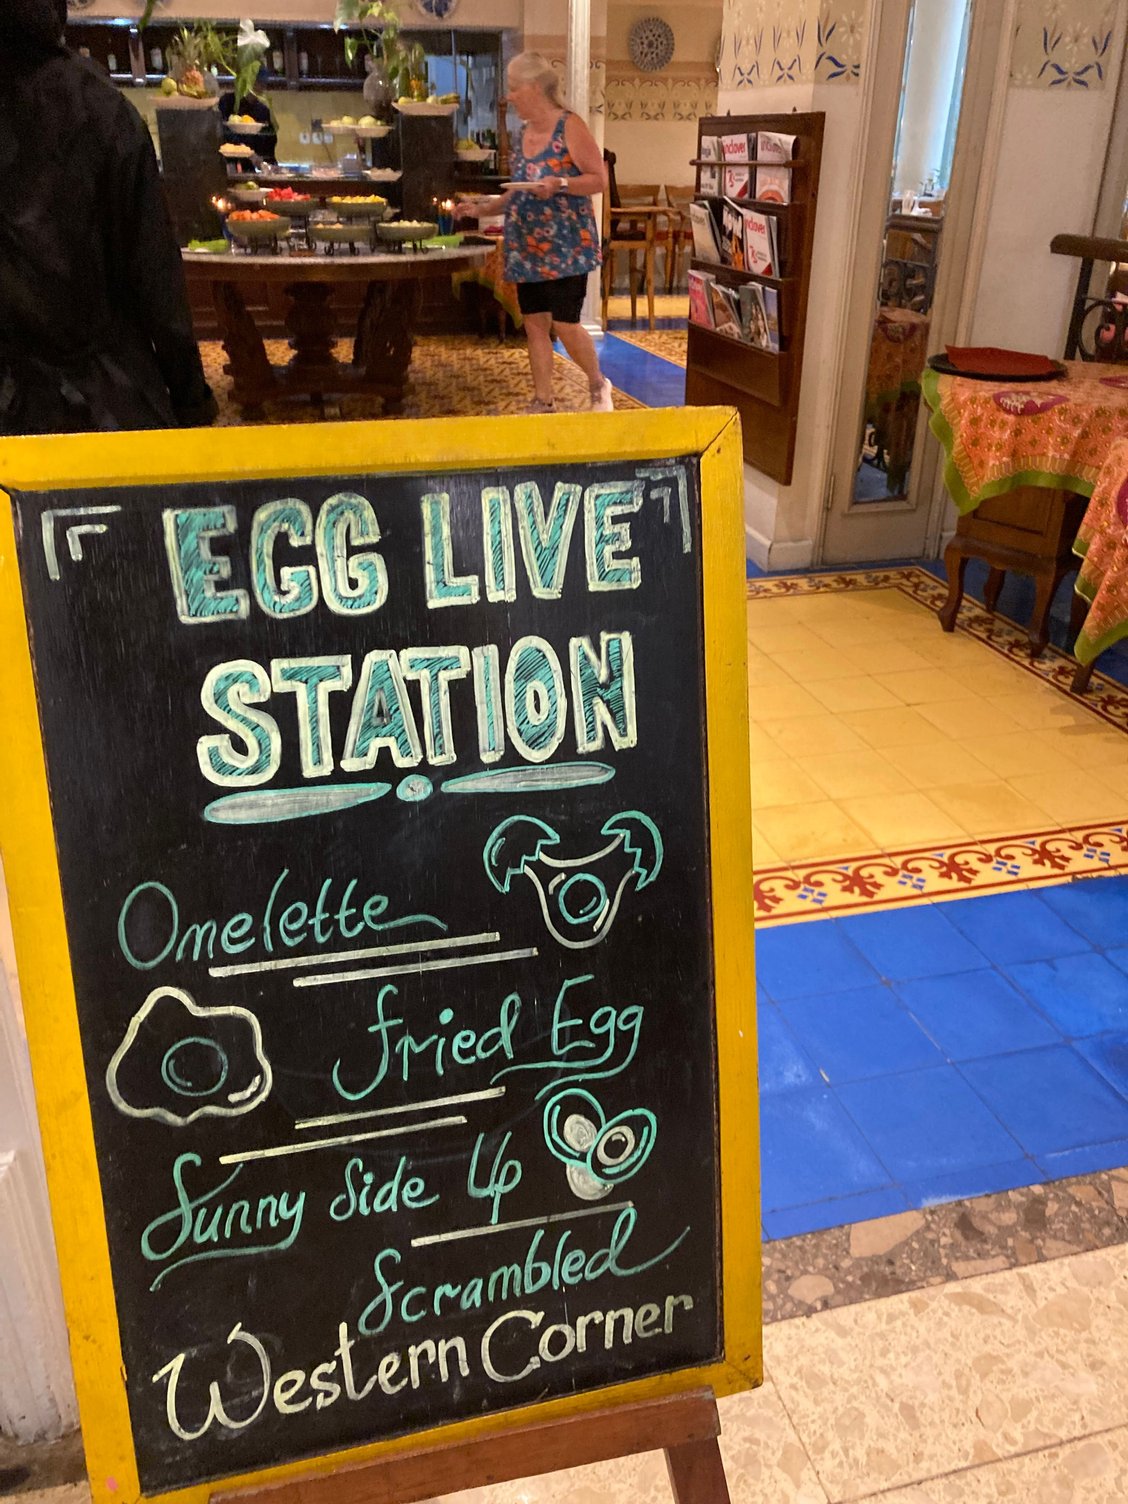 EGG LIVE
STATION
Omelette
Fried Egg
Sunny Side Up
Scrambled
Western Corner